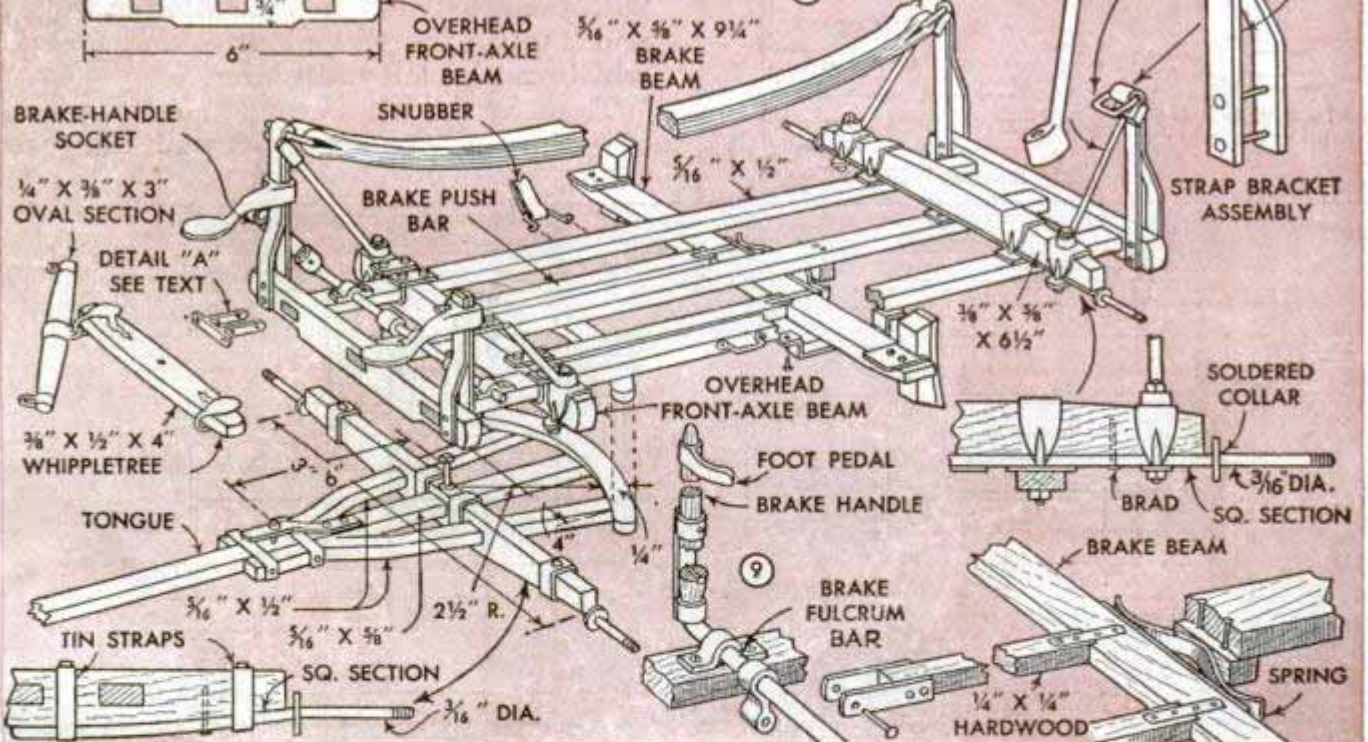 3/4"
6"
OVERHEAD
FRONT-AXLE
BEAM
5/16" X 5/8" X 9 1/4"
BRAKE
BEAM
BRAKE-HANDLE
SOCKET
SNUBBER
1/4" X 3/8" X 3"
OVAL SECTION
BRAKE PUSH
BAR
5/16" X 1/2"
STRAP BRACKET
ASSEMBLY
DETAIL "A"
SEE TEXT
3/8" X 5/8"
X 6 1/2"
OVERHEAD
FRONT-AXLE BEAM
SOLDERED
COLLAR
3/8" X 1/2" X 4"
WHIPPLETREE
3"
6"
FOOT PEDAL
BRAKE HANDLE
3/16" DIA.
BRAD
SQ. SECTION
TONGUE
4"
1/4"
9
BRAKE BEAM
5/16" X 1/2"
2 1/2" R.
5/16" X 5/8"
BRAKE
FULCRUM
BAR
TIN STRAPS
SQ. SECTION
SPRING
3/16" DIA.
1/4" X 1/4"
HARDWOOD